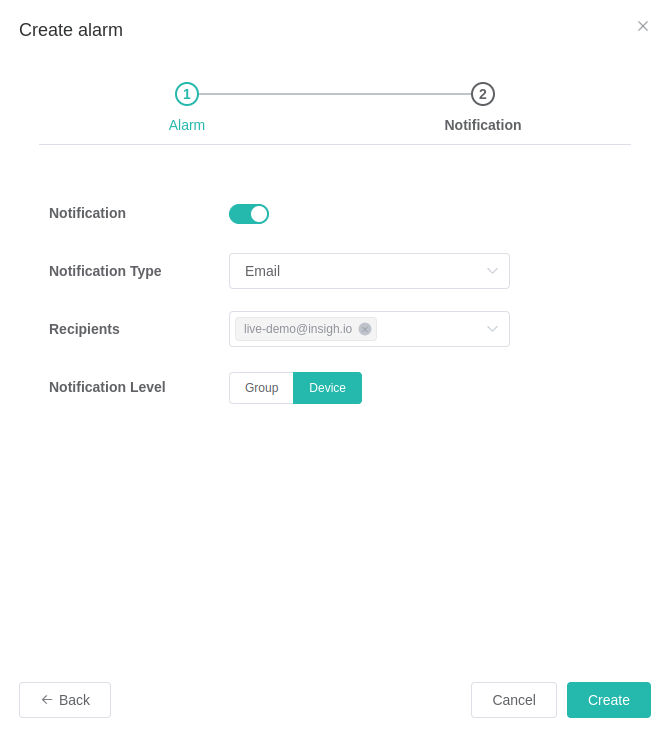 Create alarm
1
2
Alarm
Notification
Notification
Notification Type
Email
Recipients
live-demo@insigh.io
Notification Level
Group
Device
Back
Cancel
Create